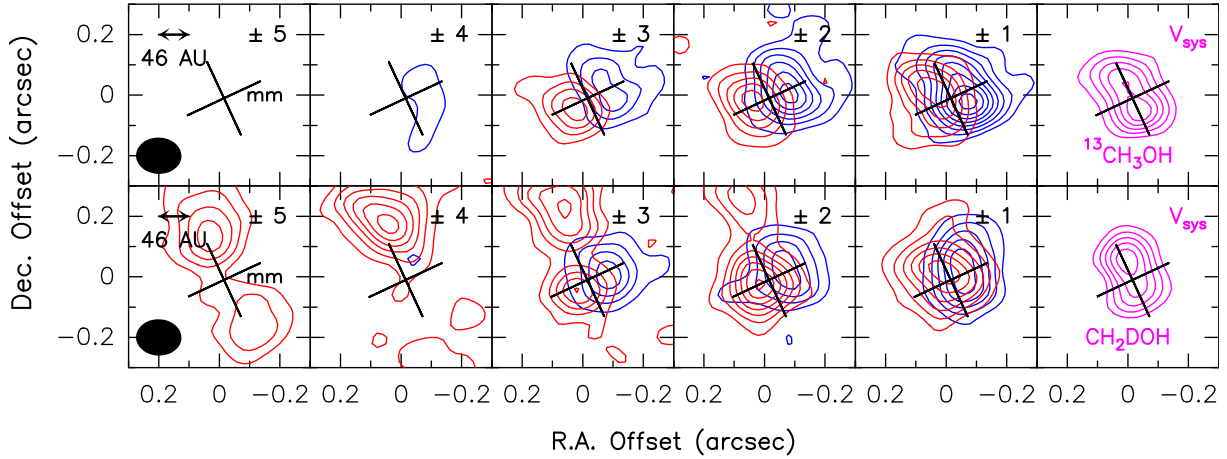 0.2 ± 5 ± 4 ± 3 ± 2 ± 1 V_sys
46 AU
0 mm
−0.2 ¹³CH₃OH
0.2 ± 5 ± 4 ± 3 ± 2 ± 1 V_sys
46 AU
0 mm
−0.2 CH₂DOH
0.2 0 −0.2 0.2 0 −0.2 0.2 0 −0.2 0.2 0 −0.2 0.2 0 −0.2 0.2 0 −0.2
R.A. Offset (arcsec)
Dec. Offset (arcsec)